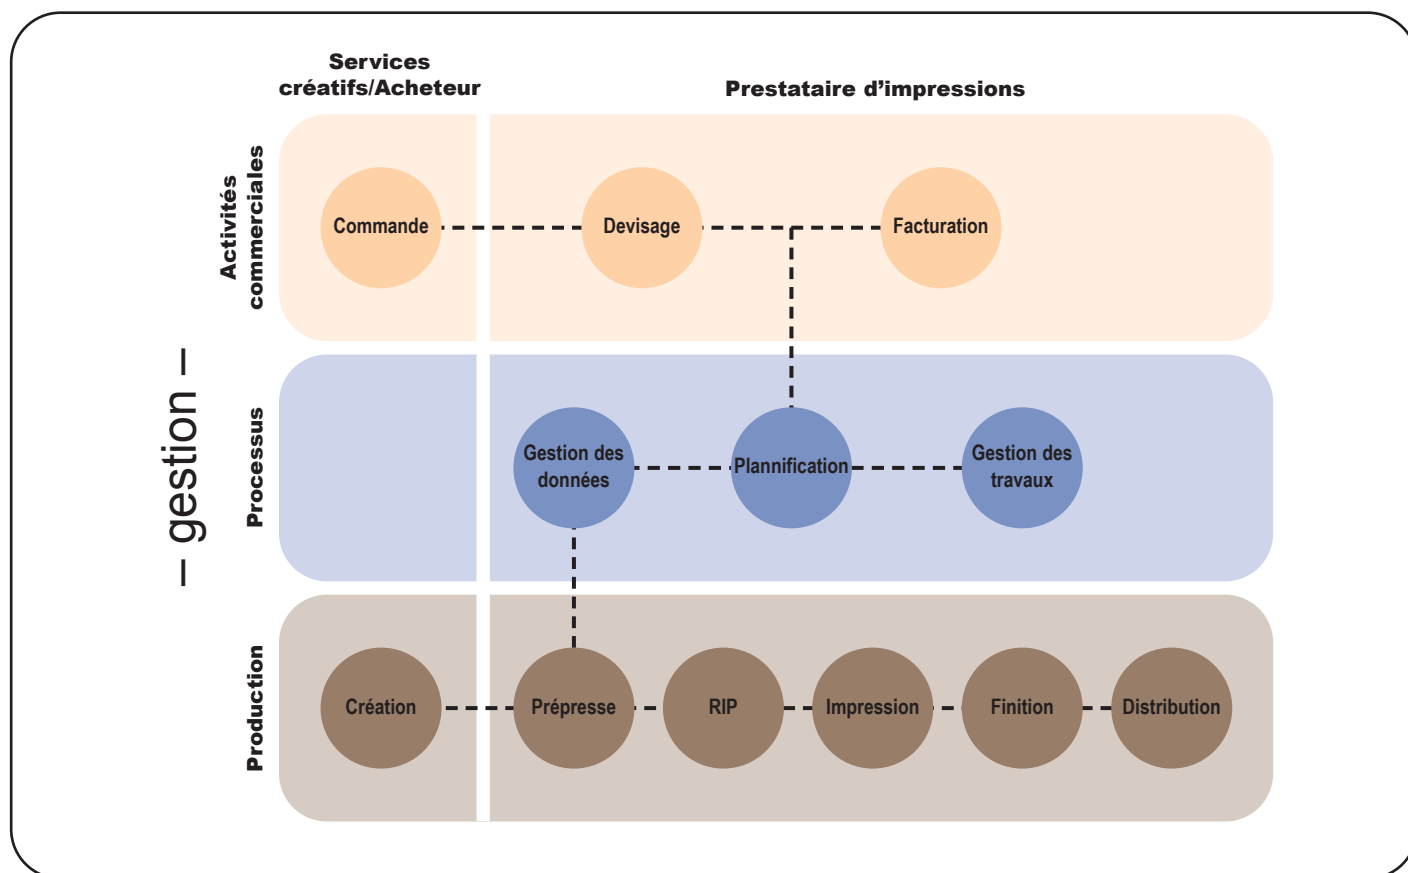 Services
créatifs/Acheteur
Prestataire d’impressions
– gestion –
Activités
commerciales
Commande
Devisage
Facturation
Processus
Gestion des
données
Plannification
Gestion des
travaux
Production
Création
Prépresse
RIP
Impression
Finition
Distribution